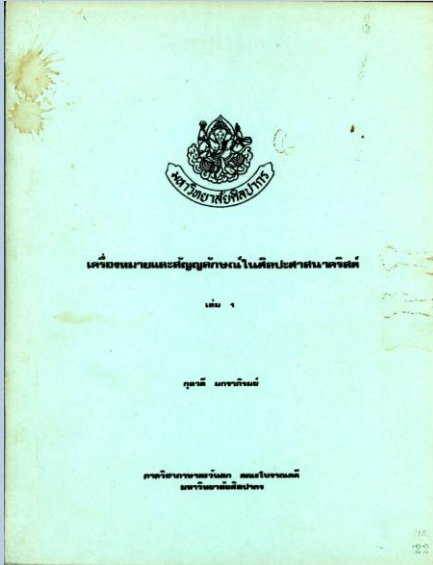 มหาวิทยาลัยศิลปากร
เครื่องหมายและสัญญลักษณ์ในศิลปะศาสนาคริสต์
เล่ม ๑
กุลวดี มกราภิรมย์
ภาควิชาภาษาตะวันตก คณะโบราณคดี
มหาวิทยาลัยศิลปากร